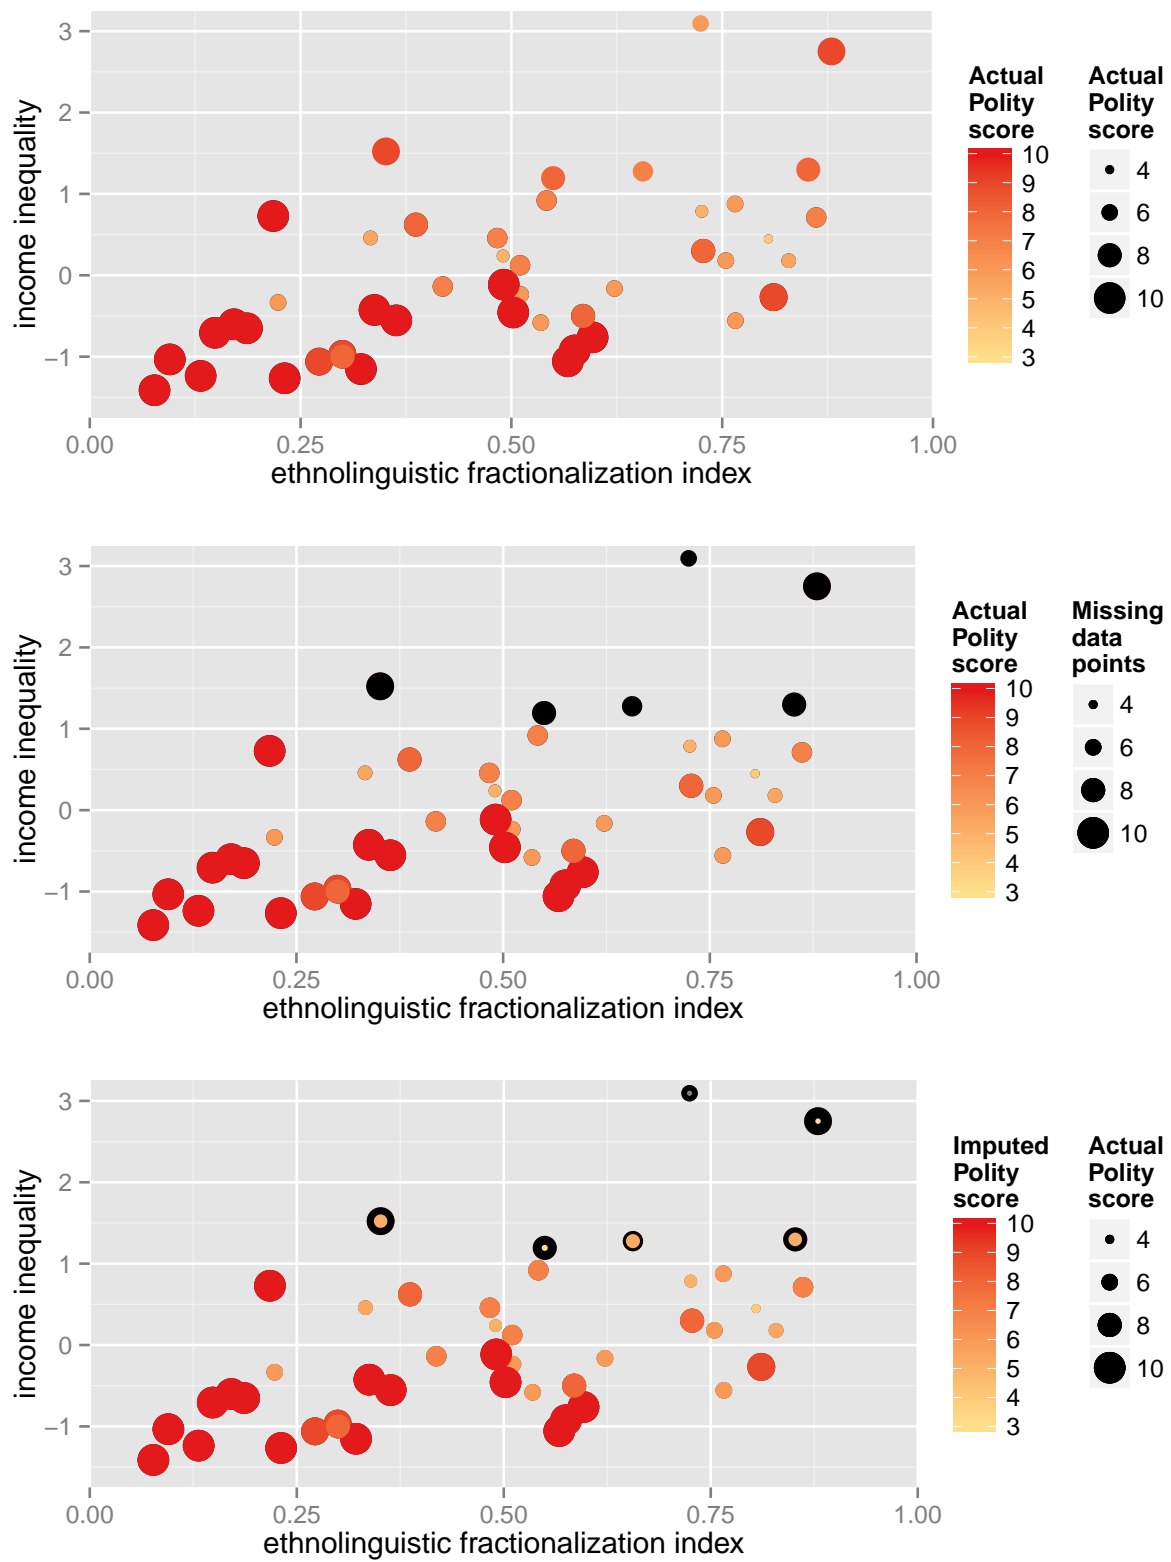 3
2
1
0
−1
income inequality
0.00 0.25 0.50 0.75 1.00
ethnolinguistic fractionalization index
Actual
Polity
score
10
9
8
7
6
5
4
3
Actual
Polity
score
4
6
8
10
3
2
1
0
−1
income inequality
0.00 0.25 0.50 0.75 1.00
ethnolinguistic fractionalization index
Actual
Polity
score
10
9
8
7
6
5
4
3
Missing
data
points
4
6
8
10
3
2
1
0
−1
income inequality
0.00 0.25 0.50 0.75 1.00
ethnolinguistic fractionalization index
Imputed
Polity
score
10
9
8
7
6
5
4
3
Actual
Polity
score
4
6
8
10